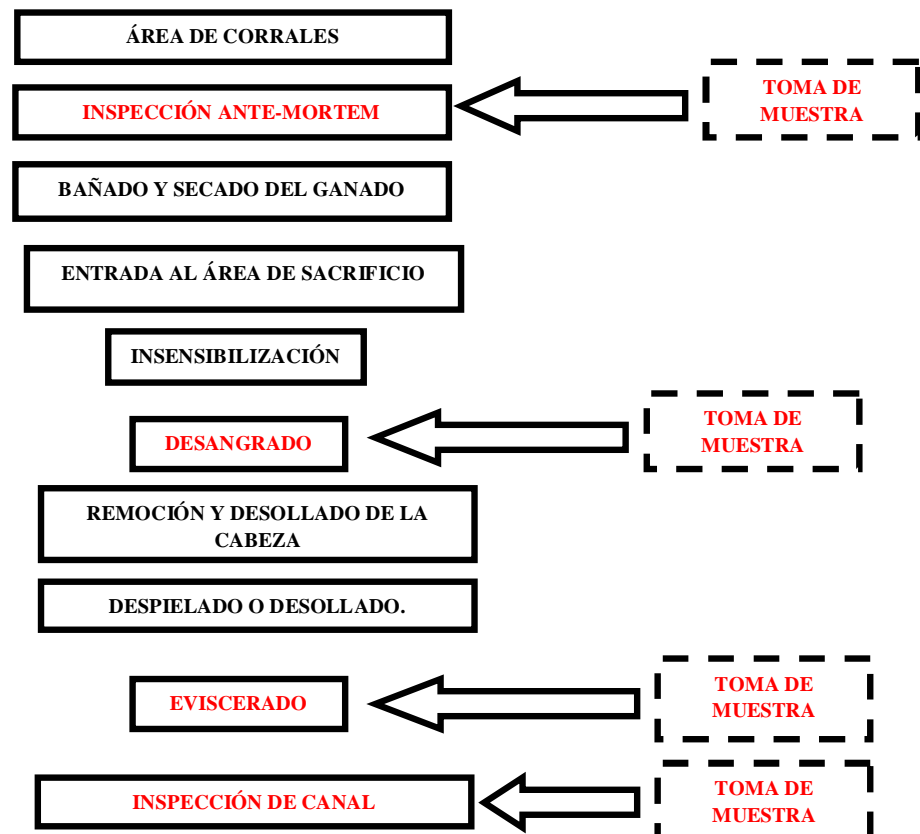 ÁREA DE CORRALES
INSPECCIÓN ANTE-MORTEM
TOMA DE
MUESTRA
BAÑADO Y SECADO DEL GANADO
ENTRADA AL ÁREA DE SACRIFICIO
INSENSIBILIZACIÓN
DESANGRADO
TOMA DE
MUESTRA
REMOCIÓN Y DESOLLADO DE LA
CABEZA
DESPIELADO O DESOLLADO.
EVISCERADO
TOMA DE
MUESTRA
INSPECCIÓN DE CANAL
TOMA DE
MUESTRA